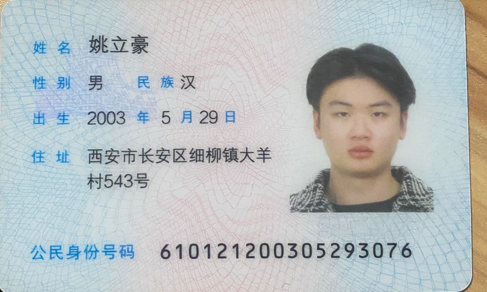 姓名 姚立豪
性别 男 民族 汉
出生 2003 年 5 月 29 日
住址 西安市长安区细柳镇大羊
村543号
公民身份号码 610121200305293076